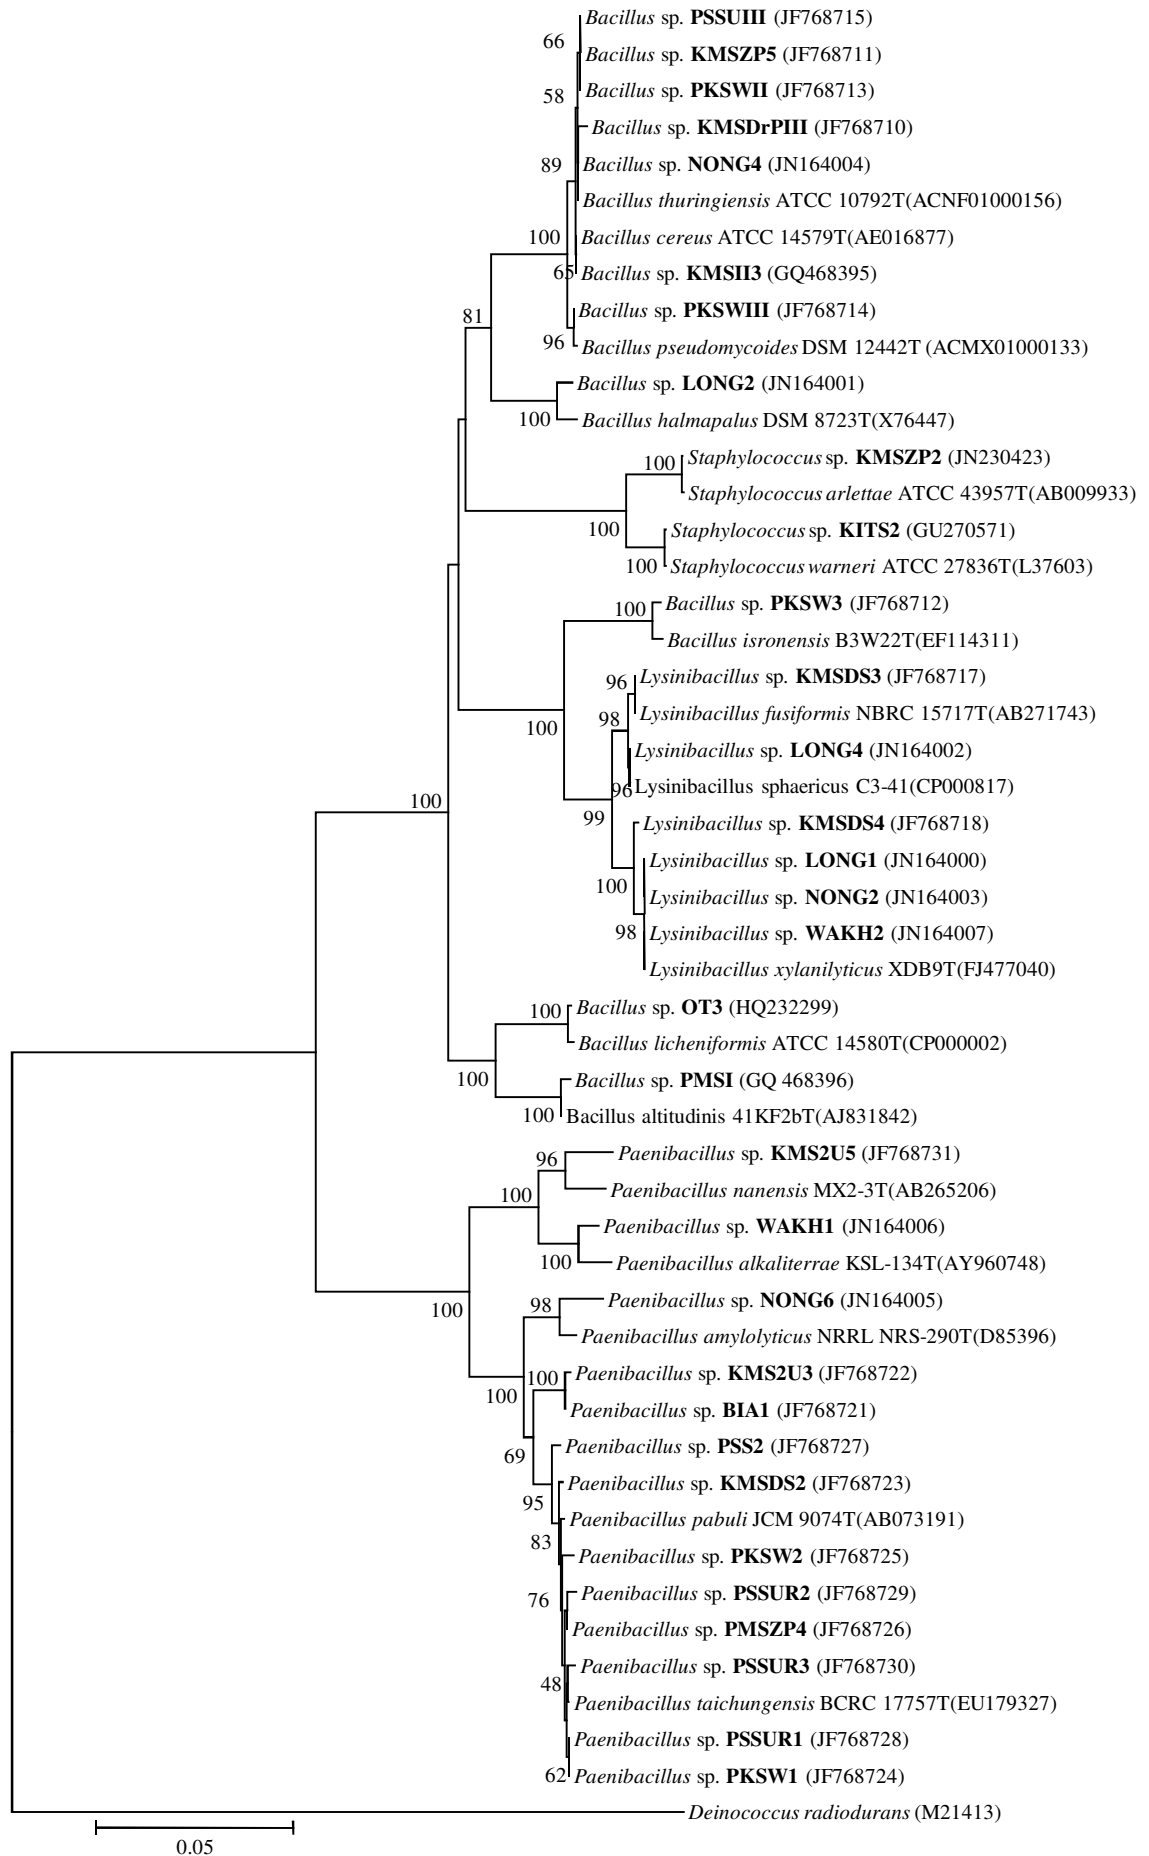 Bacillus sp. PSSUIII (JF768715)
66
Bacillus sp. KMSZP5 (JF768711)
Bacillus sp. PKSWII (JF768713)
58
Bacillus sp. KMSDrPIII (JF768710)
89
Bacillus sp. NONG4 (JN164004)
Bacillus thuringiensis ATCC 10792T(ACNF01000156)
100
Bacillus cereus ATCC 14579T(AE016877)
65
Bacillus sp. KMSII3 (GQ468395)
Bacillus sp. PKSWIII (JF768714)
81
96
Bacillus pseudomycoides DSM 12442T (ACMX01000133)
Bacillus sp. LONG2 (JN164001)
100
Bacillus halmapalus DSM 8723T(X76447)
100
Staphylococcus sp. KMSZP2 (JN230423)
Staphylococcus arlettae ATCC 43957T(AB009933)
100
Staphylococcus sp. KITS2 (GU270571)
100
Staphylococcus warneri ATCC 27836T(L37603)
100
Bacillus sp. PKSW3 (JF768712)
Bacillus isronensis B3W22T(EF114311)
96
Lysinibacillus sp. KMSDS3 (JF768717)
98
Lysinibacillus fusiformis NBRC 15717T(AB271743)
100
Lysinibacillus sp. LONG4 (JN164002)
96
Lysinibacillus sphaericus C3-41(CP000817)
100
99
Lysinibacillus sp. KMSDS4 (JF768718)
Lysinibacillus sp. LONG1 (JN164000)
100
Lysinibacillus sp. NONG2 (JN164003)
98
Lysinibacillus sp. WAKH2 (JN164007)
Lysinibacillus xylanilyticus XDB9T(FJ477040)
100
Bacillus sp. OT3 (HQ232299)
Bacillus licheniformis ATCC 14580T(CP000002)
100
Bacillus sp. PMSI (GQ 468396)
100
Bacillus altitudinis 41KF2bT(AJ831842)
96
Paenibacillus sp. KMS2U5 (JF768731)
100
Paenibacillus nanensis MX2-3T(AB265206)
Paenibacillus sp. WAKH1 (JN164006)
100
Paenibacillus alkaliterrae KSL-134T(AY960748)
100
98
Paenibacillus sp. NONG6 (JN164005)
Paenibacillus amylolyticus NRRL NRS-290T(D85396)
100
Paenibacillus sp. KMS2U3 (JF768722)
100
Paenibacillus sp. BIA1 (JF768721)
69
Paenibacillus sp. PSS2 (JF768727)
Paenibacillus sp. KMSDS2 (JF768723)
95
Paenibacillus pabuli JCM 9074T(AB073191)
83
Paenibacillus sp. PKSW2 (JF768725)
76
Paenibacillus sp. PSSUR2 (JF768729)
Paenibacillus sp. PMSZP4 (JF768726)
Paenibacillus sp. PSSUR3 (JF768730)
48
Paenibacillus taichungensis BCRC 17757T(EU179327)
Paenibacillus sp. PSSUR1 (JF768728)
62
Paenibacillus sp. PKSW1 (JF768724)
Deinococcus radiodurans (M21413)
0.05